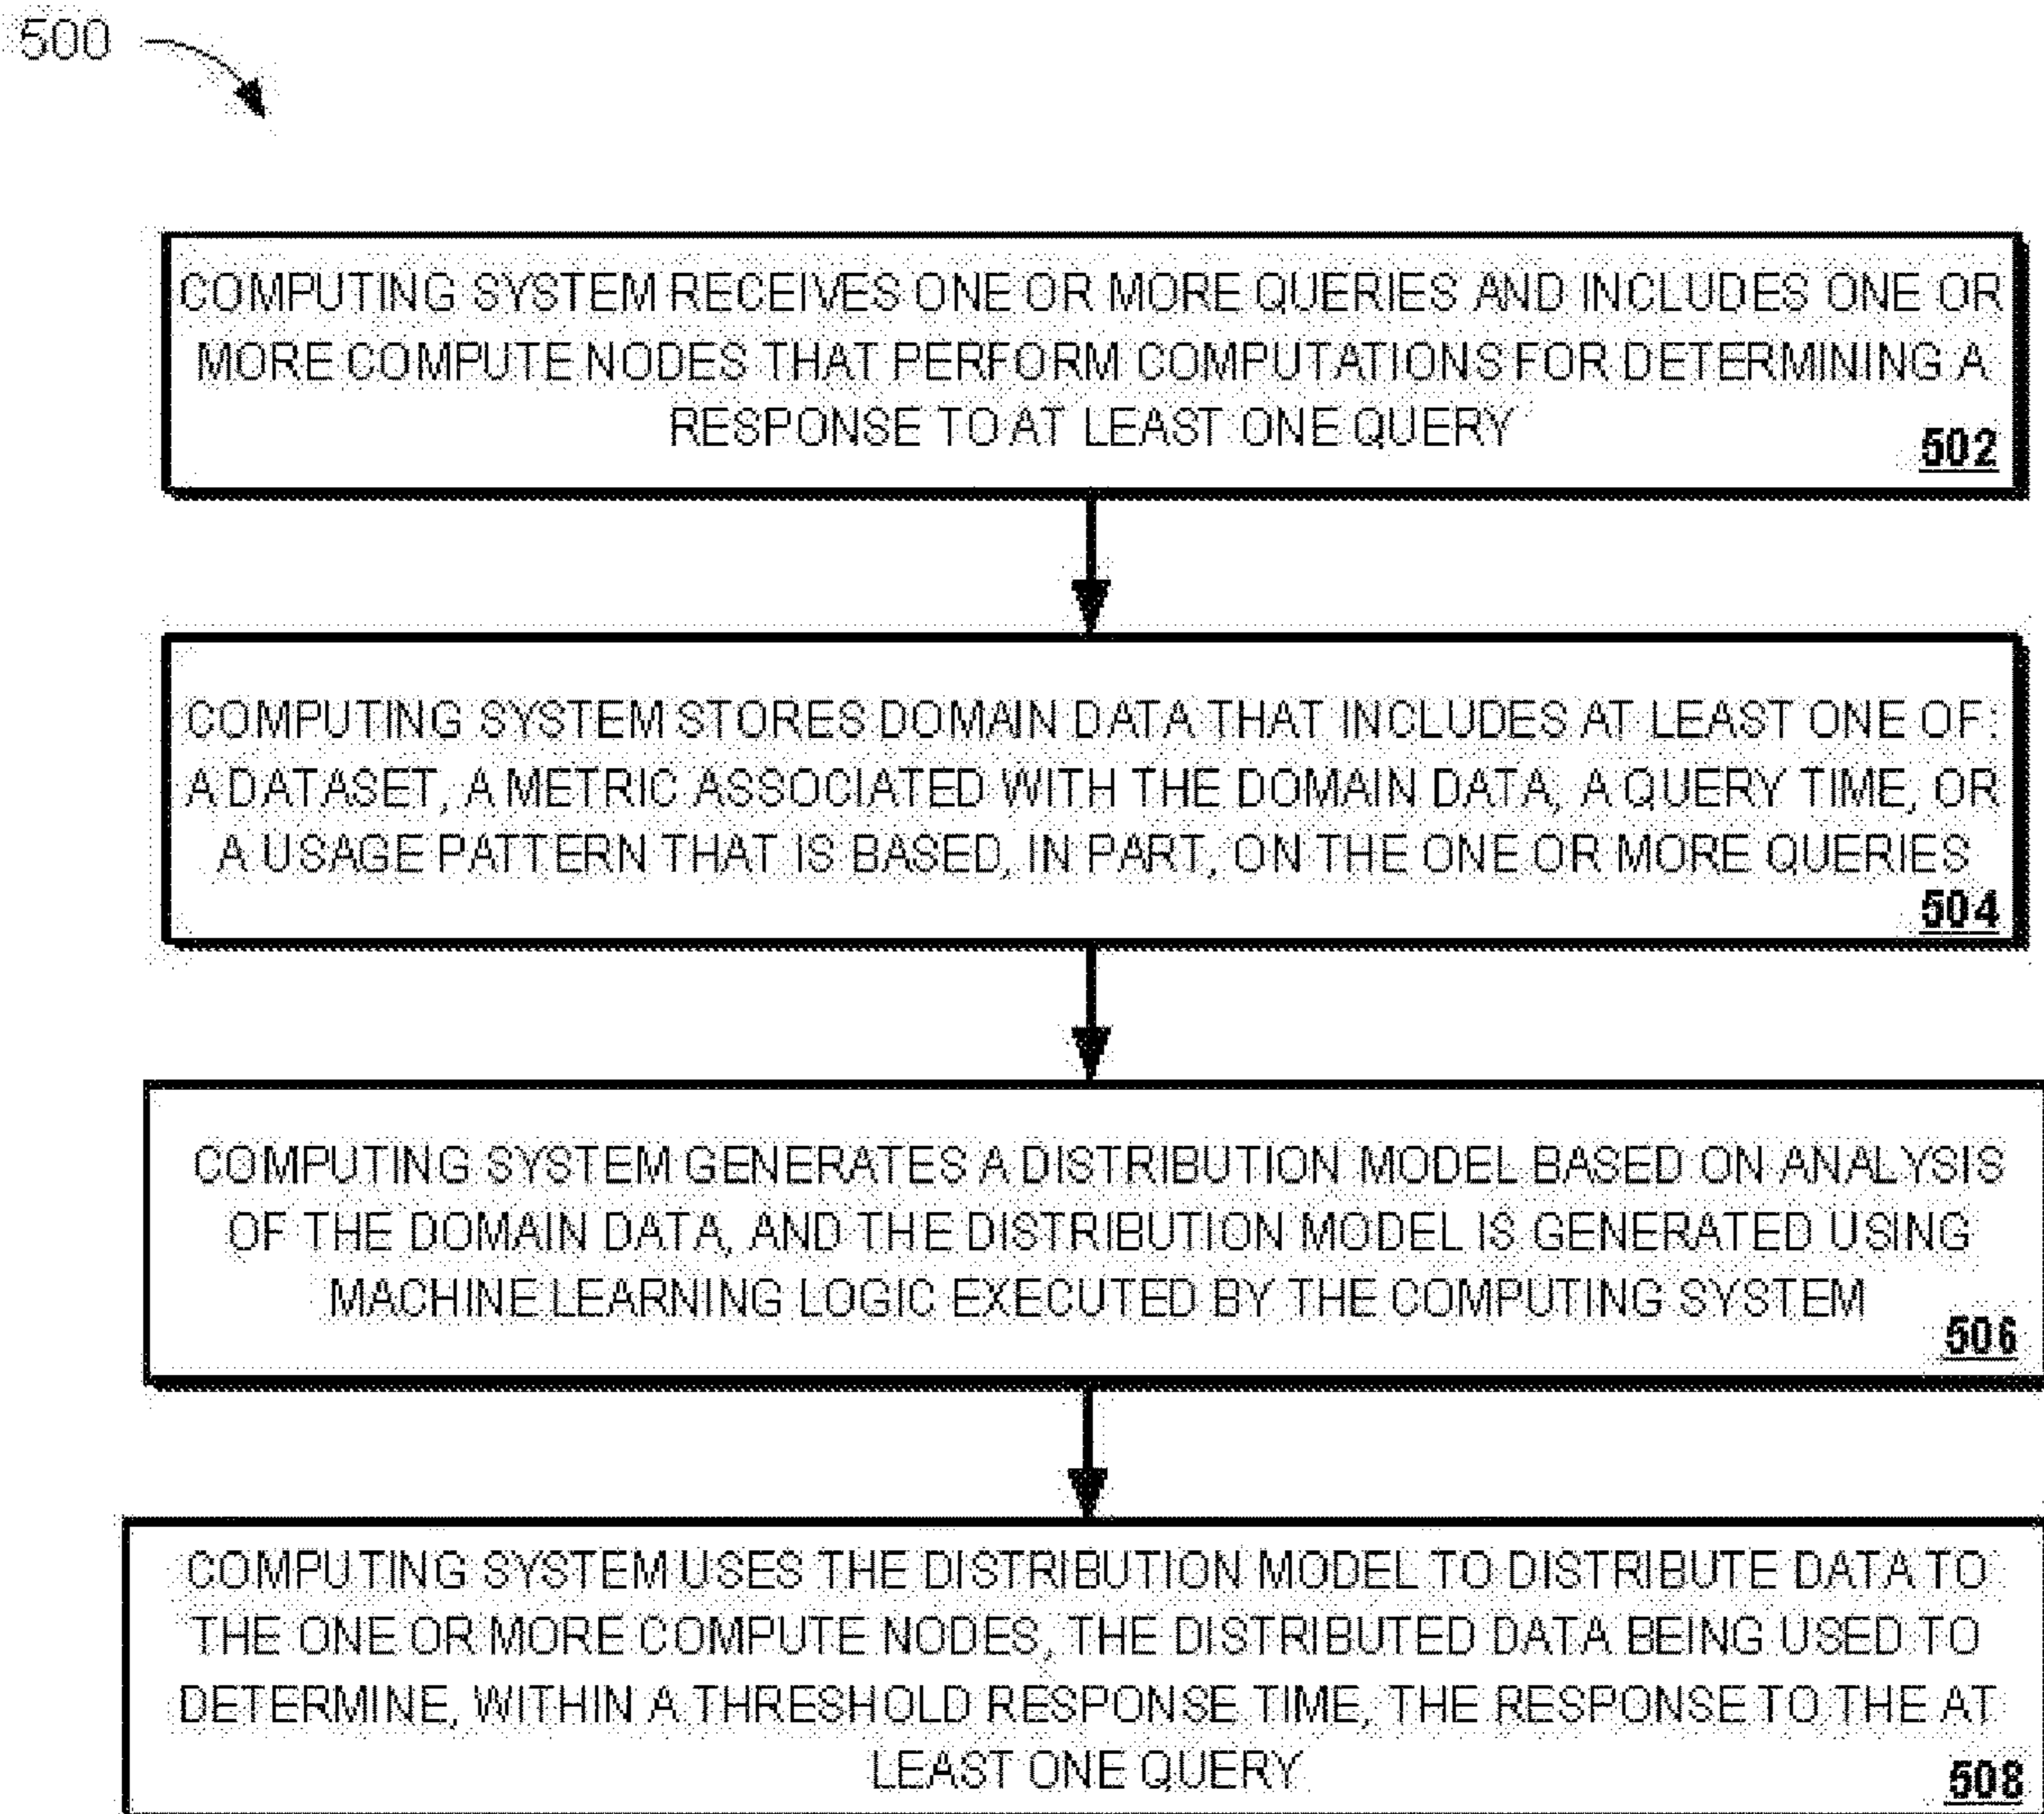 500
COMPUTING SYSTEM RECEIVES ONE OR MORE QUERIES AND INCLUDES ONE OR
MORE COMPUTE NODES THAT PERFORM COMPUTATIONS FOR DETERMINING A
RESPONSE TO AT LEAST ONE QUERY
502
COMPUTING SYSTEM STORES DOMAIN DATA THAT INCLUDES AT LEAST ONE OF:
A DATASET, A METRIC ASSOCIATED WITH THE DOMAIN DATA, A QUERY TIME, OR
A USAGE PATTERN THAT IS BASED, IN PART, ON THE ONE OR MORE QUERIES
504
COMPUTING SYSTEM GENERATES A DISTRIBUTION MODEL BASED ON ANALYSIS
OF THE DOMAIN DATA, AND THE DISTRIBUTION MODEL IS GENERATED USING
MACHINE LEARNING LOGIC EXECUTED BY THE COMPUTING SYSTEM
506
COMPUTING SYSTEM USES THE DISTRIBUTION MODEL TO DISTRIBUTE DATA TO
THE ONE OR MORE COMPUTE NODES, THE DISTRIBUTED DATA BEING USED TO
DETERMINE, WITHIN A THRESHOLD RESPONSE TIME, THE RESPONSE TO THE AT
LEAST ONE QUERY
508